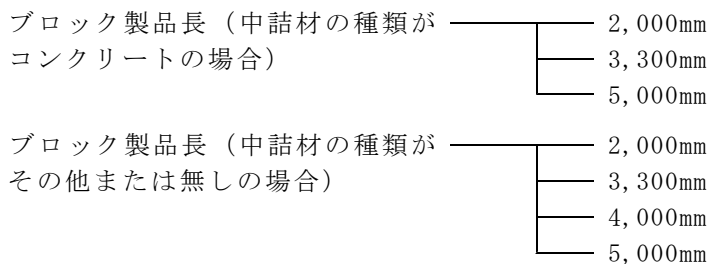 ブロック製品長（中詰材の種類が 2,000mm
コンクリートの場合） 3,300mm
5,000mm
ブロック製品長（中詰材の種類が 2,000mm
その他または無しの場合） 3,300mm
4,000mm
5,000mm